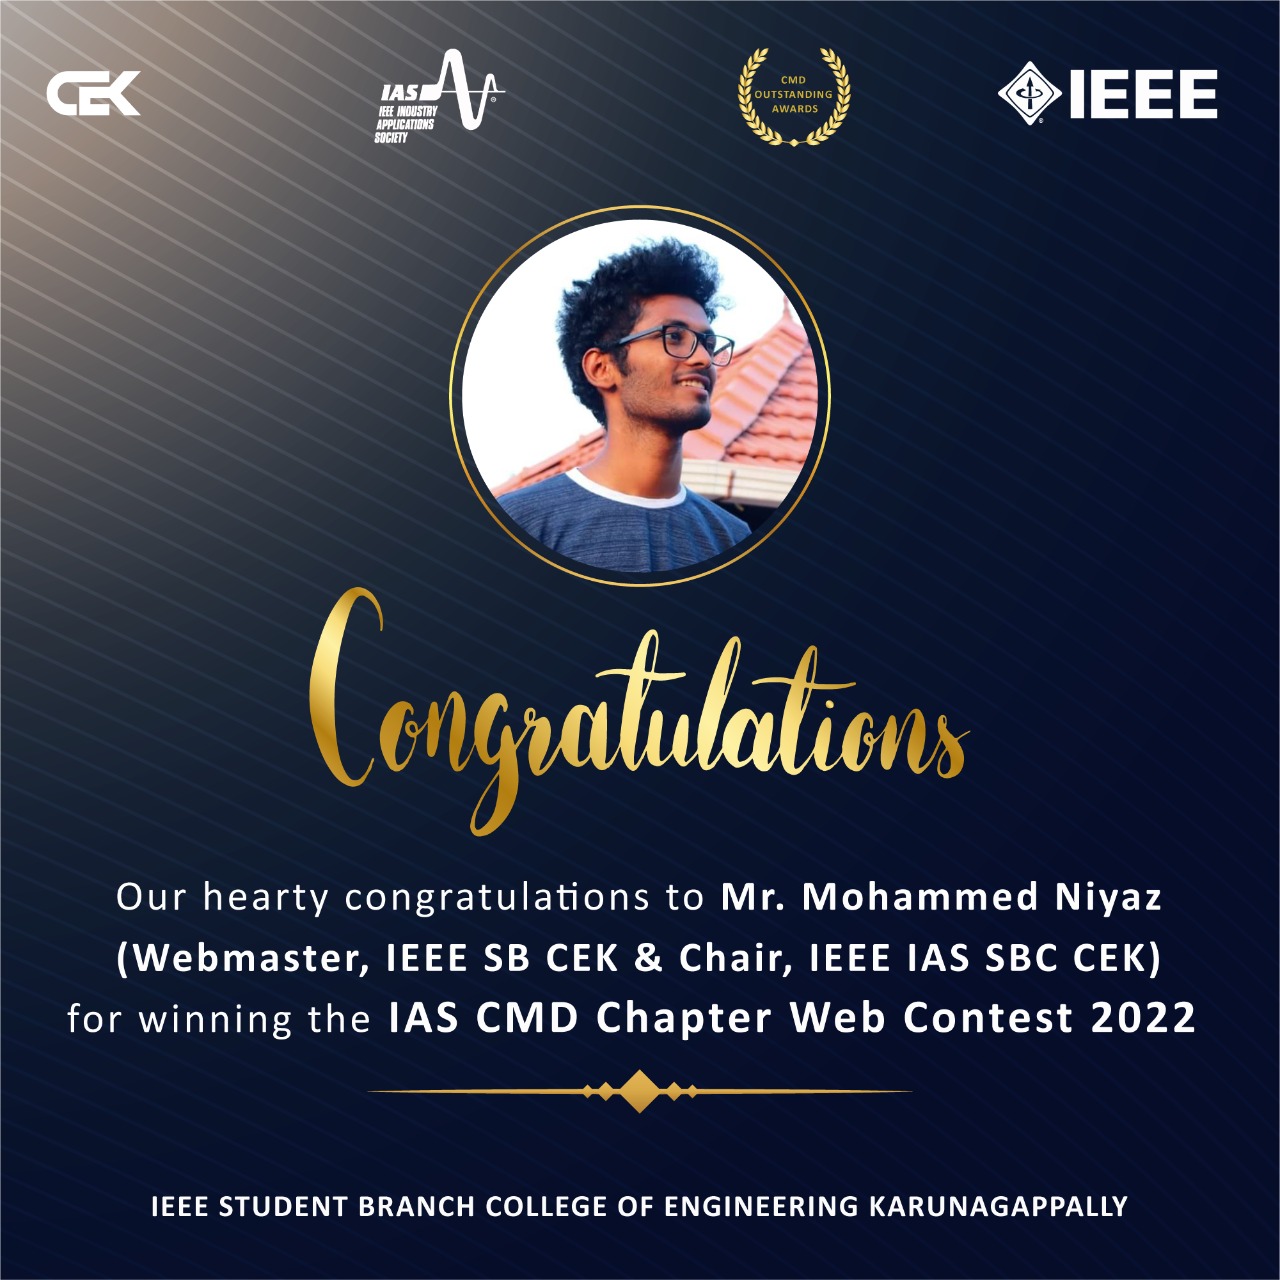 CEK
IAS
IEEE INDUSTRY
APPLICATIONS
SOCIETY
®
CMD
OUTSTANDING
AWARDS
IEEE
®
Congratulations
Our hearty congratulations to Mr. Mohammed Niyaz
(Webmaster, IEEE SB CEK & Chair, IEEE IAS SBC CEK)
for winning the IAS CMD Chapter Web Contest 2022
IEEE STUDENT BRANCH COLLEGE OF ENGINEERING KARUNAGAPPALLY